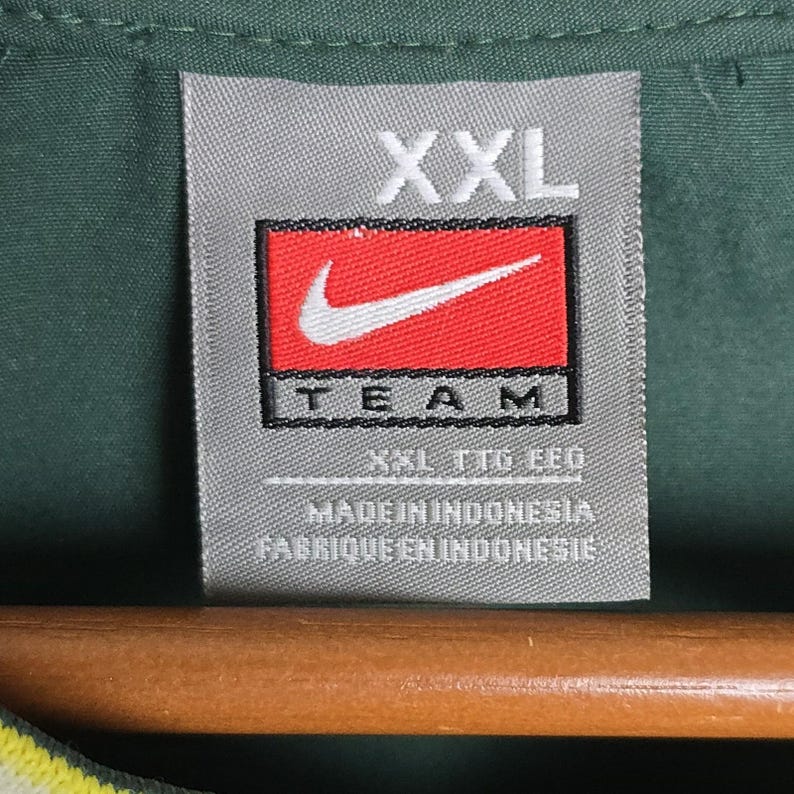 XXL
TEAM
XXL TTG EEG
MADE IN INDONESIA
FABRIQUE EN INDONESIE